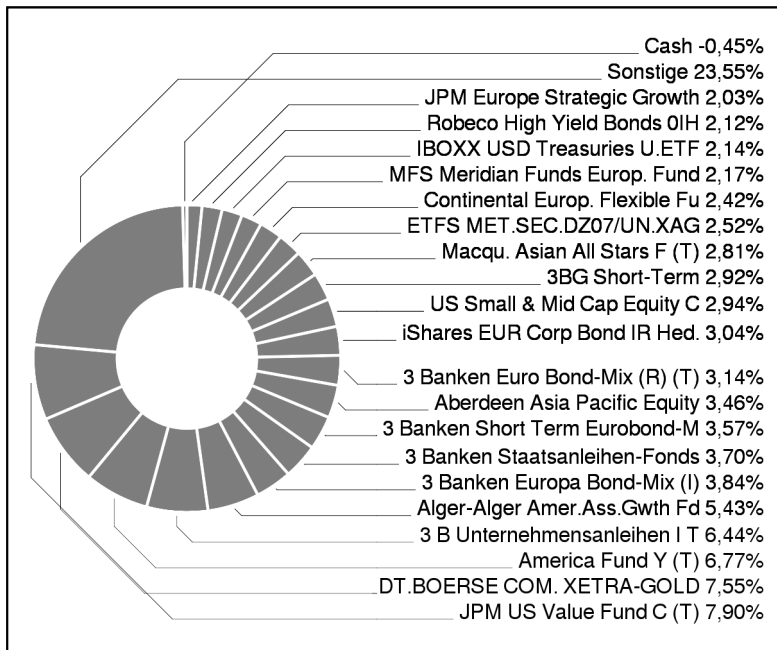 Cash -0,45%
Sonstige 23,55%
JPM Europe Strategic Growth 2,03%
Robeco High Yield Bonds 0IH 2,12%
IBOXX USD Treasuries U.ETF 2,14%
MFS Meridian Funds Europ. Fund 2,17%
Continental Europ. Flexible Fu 2,42%
ETFS MET.SEC.DZ07/UN.XAG 2,52%
Macqu. Asian All Stars F (T) 2,81%
3BG Short-Term 2,92%
US Small & Mid Cap Equity C 2,94%
iShares EUR Corp Bond IR Hed. 3,04%
3 Banken Euro Bond-Mix (R) (T) 3,14%
Aberdeen Asia Pacific Equity 3,46%
3 Banken Short Term Eurobond-M 3,57%
3 Banken Staatsanleihen-Fonds 3,70%
3 Banken Europa Bond-Mix (I) 3,84%
Alger-Alger Amer.Ass.Gwth Fd 5,43%
3 B Unternehmensanleihen I T 6,44%
America Fund Y (T) 6,77%
DT.BOERSE COM. XETRA-GOLD 7,55%
JPM US Value Fund C (T) 7,90%